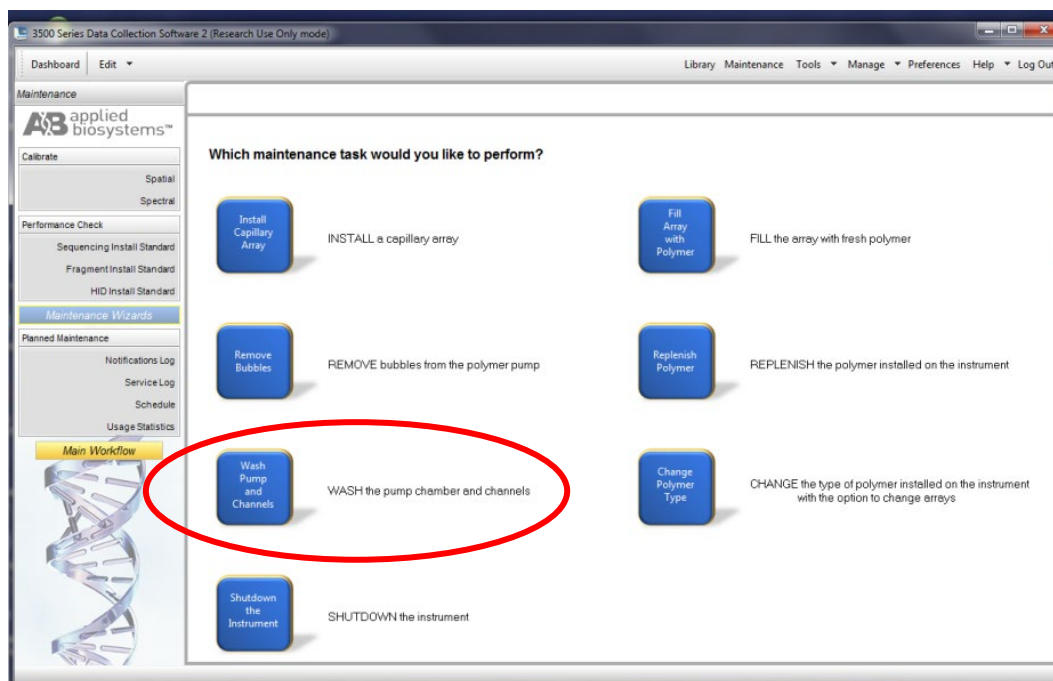 3500 Series Data Collection Software 2 (Research Use Only mode)
Dashboard Edit
Library Maintenance Tools Manage Preferences Help Log Out
Maintenance
AB applied biosystems™
Calibrate
Spatial
Spectral
Performance Check
Sequencing Install Standard
Fragment Install Standard
HID Install Standard
Maintenance Wizards
Planned Maintenance
Notifications Log
Service Log
Schedule
Usage Statistics
Main Workflow
Which maintenance task would you like to perform?
Install
Capillary
Array
INSTALL a capillary array
Fill
Array
with
Polymer
FILL the array with fresh polymer
Remove
Bubbles
REMOVE bubbles from the polymer pump
Replenish
Polymer
REPLENISH the polymer installed on the instrument
Wash
Pump
and
Channels
WASH the pump chamber and channels
Change
Polymer
Type
CHANGE the type of polymer installed on the instrument
with the option to change arrays
Shutdown
the
Instrument
SHUTDOWN the instrument